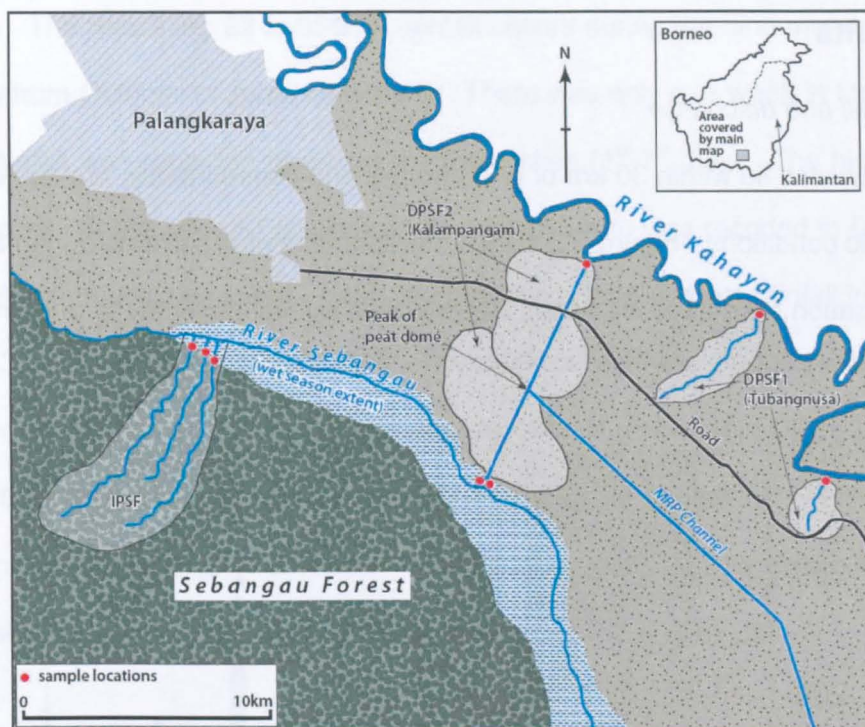 Borneo
Area
covered
by main
map
Kalimantan
N
Palangkaraya
DPSF2
(Kalampangam)
River Kahayan
Peak of
peat dome
River Sebangau
(wet season extent)
DPSF1
(Tubangnusa)
Road
IPSF
MRP Channel
Sebangau Forest
sample locations
0 10km